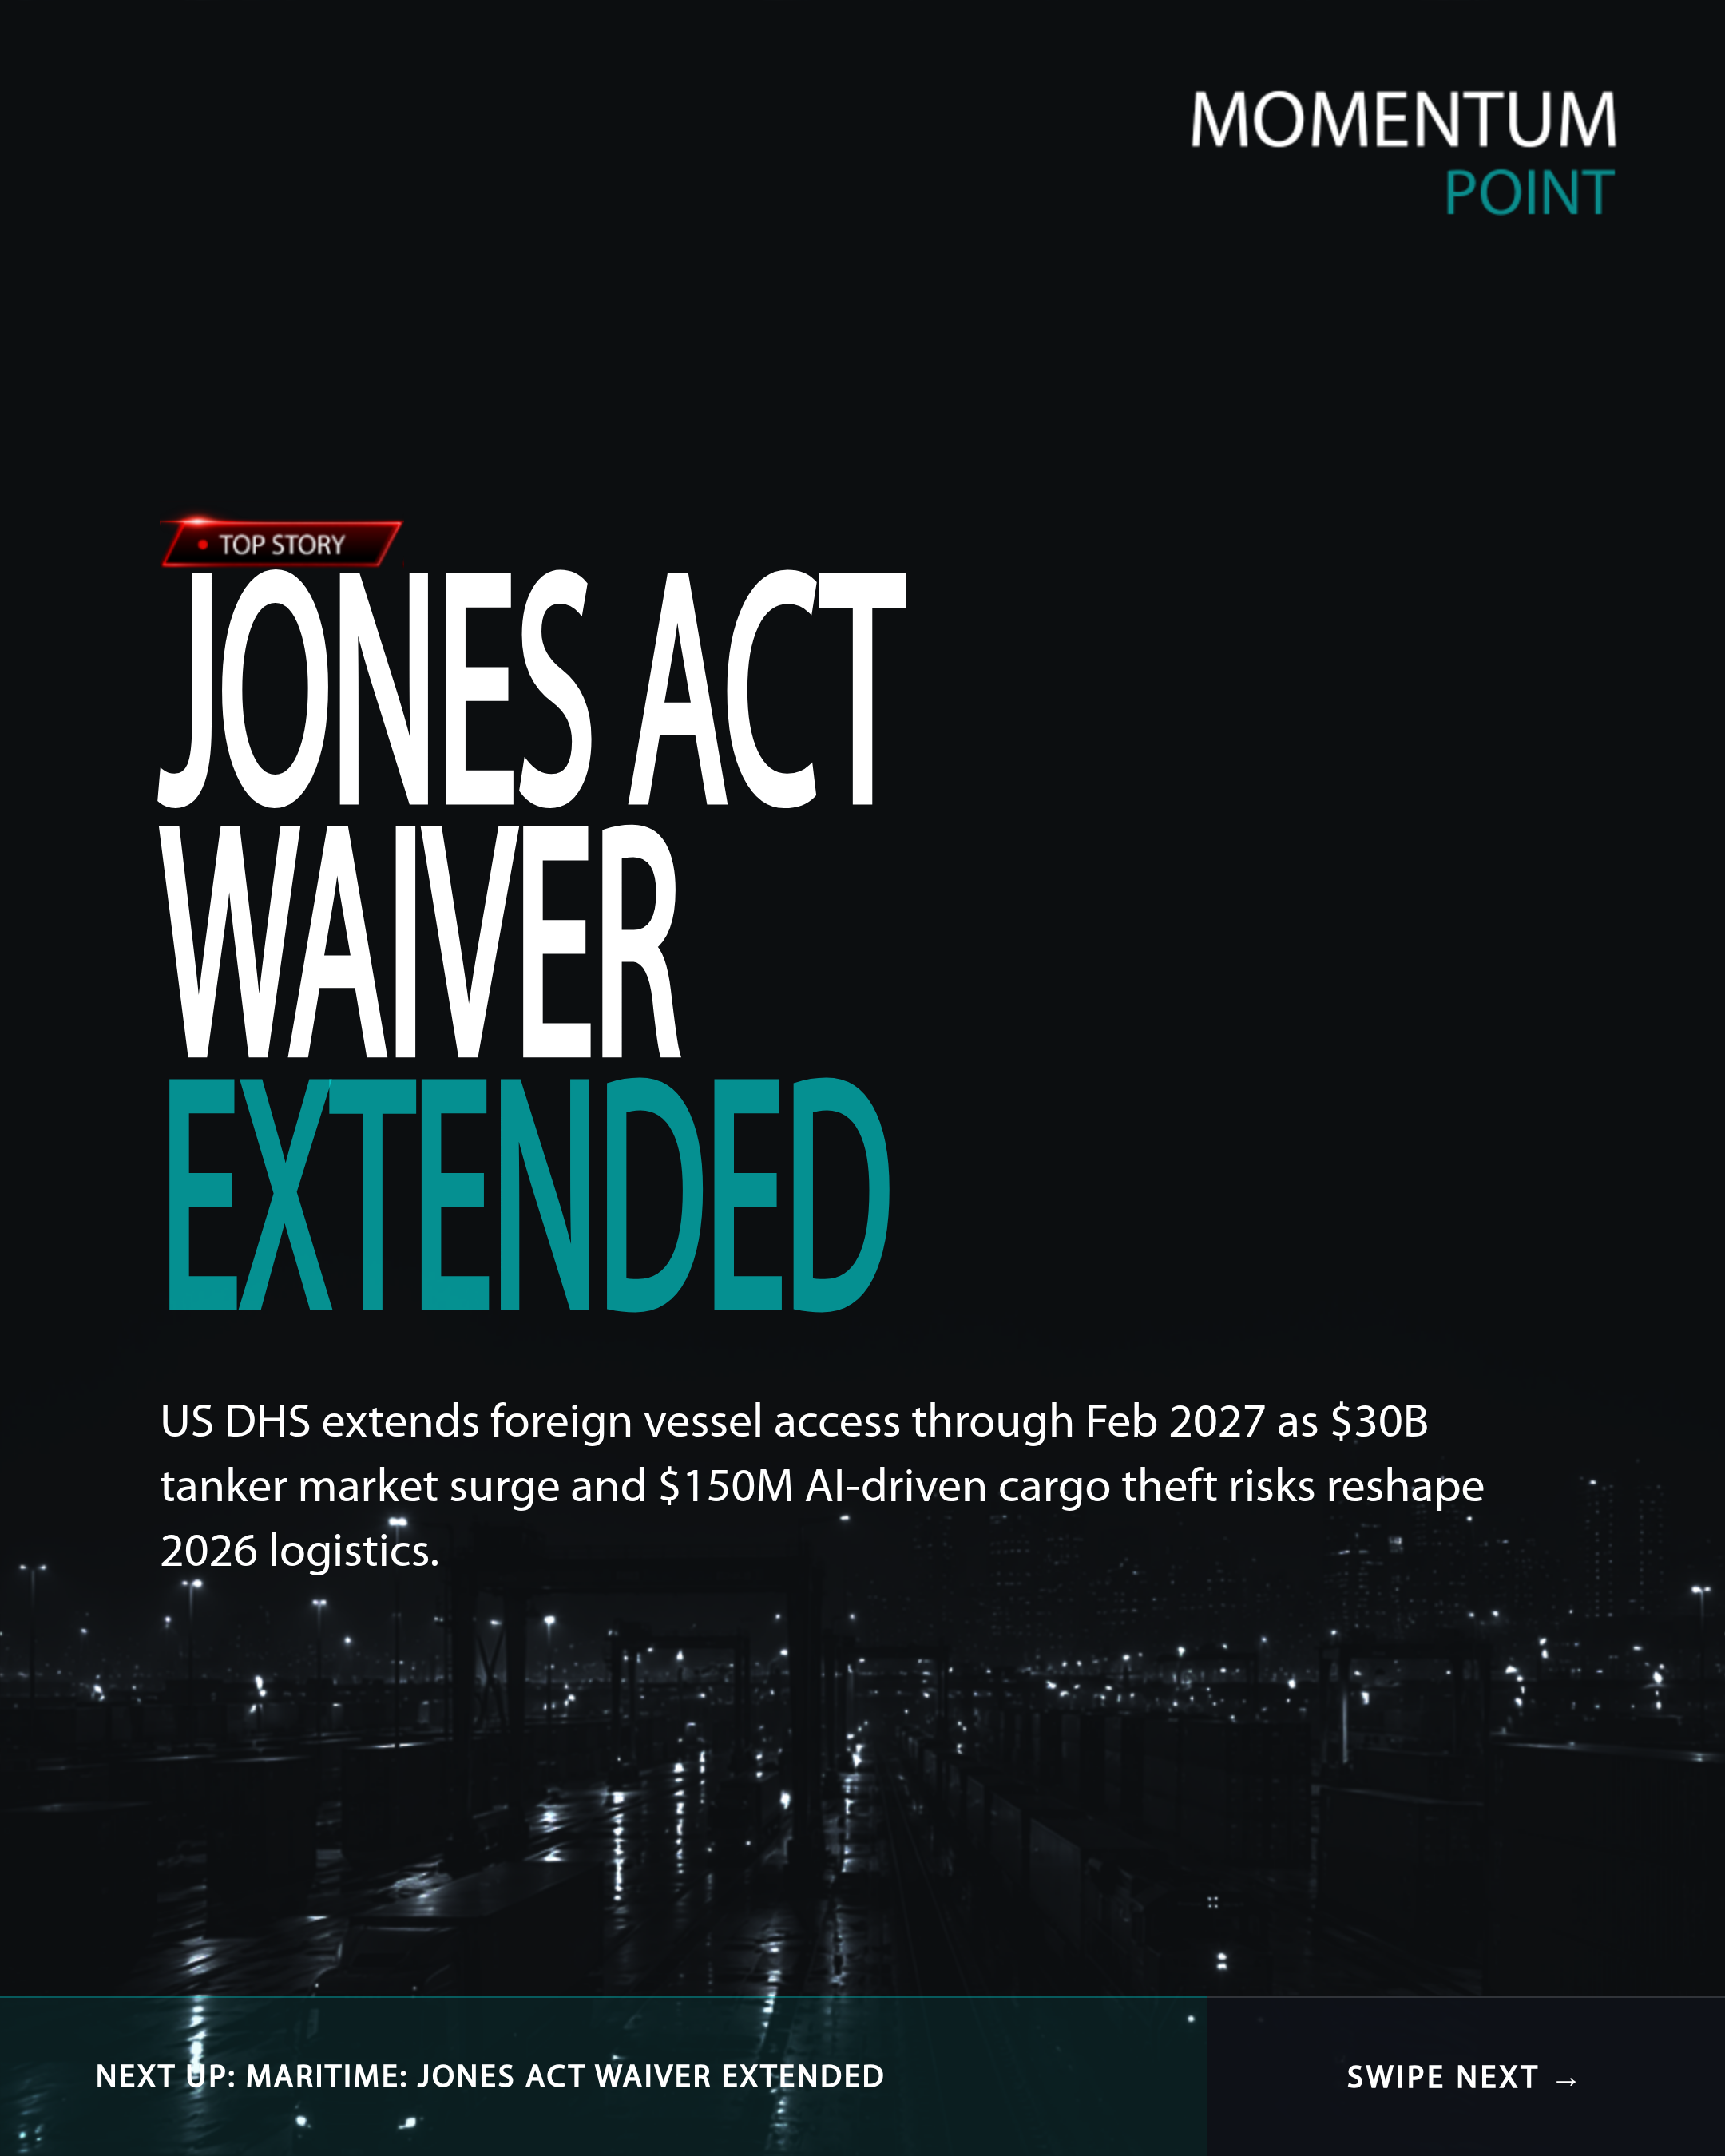 MOMENTUM
POINT
TOP STORY
JONES ACT
WAIVER
EXTENDED
US DHS extends foreign vessel access through Feb 2027 as $30B
tanker market surge and $150M AI-driven cargo theft risks reshape
2026 logistics.
NEXT UP: MARITIME: JONES ACT WAIVER EXTENDED
SWIPE NEXT →